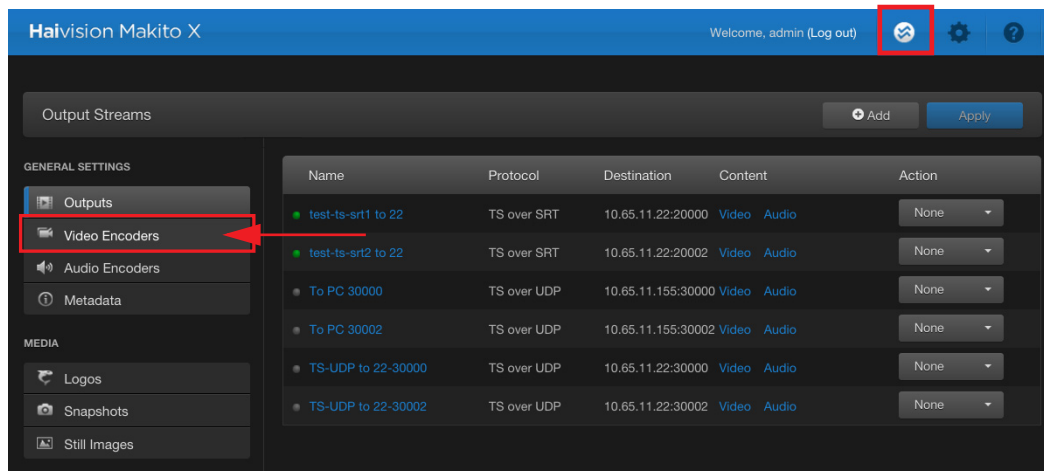 Haivision Makito X
Welcome, admin (Log out)
Output Streams
Add
Apply
GENERAL SETTINGS
Outputs
Video Encoders
Audio Encoders
Metadata
MEDIA
Logos
Snapshots
Still Images
Name Protocol Destination Content Action
test-ts-srt1 to 22 TS over SRT 10.65.11.22:20000 Video Audio None
test-ts-srt2 to 22 TS over SRT 10.65.11.22:20002 Video Audio None
To PC 30000 TS over UDP 10.65.11.155:30000 Video Audio None
To PC 30002 TS over UDP 10.65.11.155:30002 Video Audio None
TS-UDP to 22-30000 TS over UDP 10.65.11.22:30000 Video Audio None
TS-UDP to 22-30002 TS over UDP 10.65.11.22:30002 Video Audio None